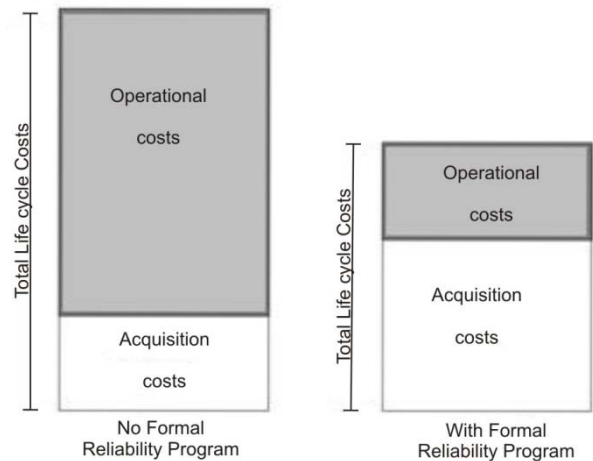 Total Life cycle Costs
Operational
costs
Acquisition
costs
No Formal
Reliability Program
Total Life cycle Costs
Operational
costs
Acquisition
costs
With Formal
Reliability Program